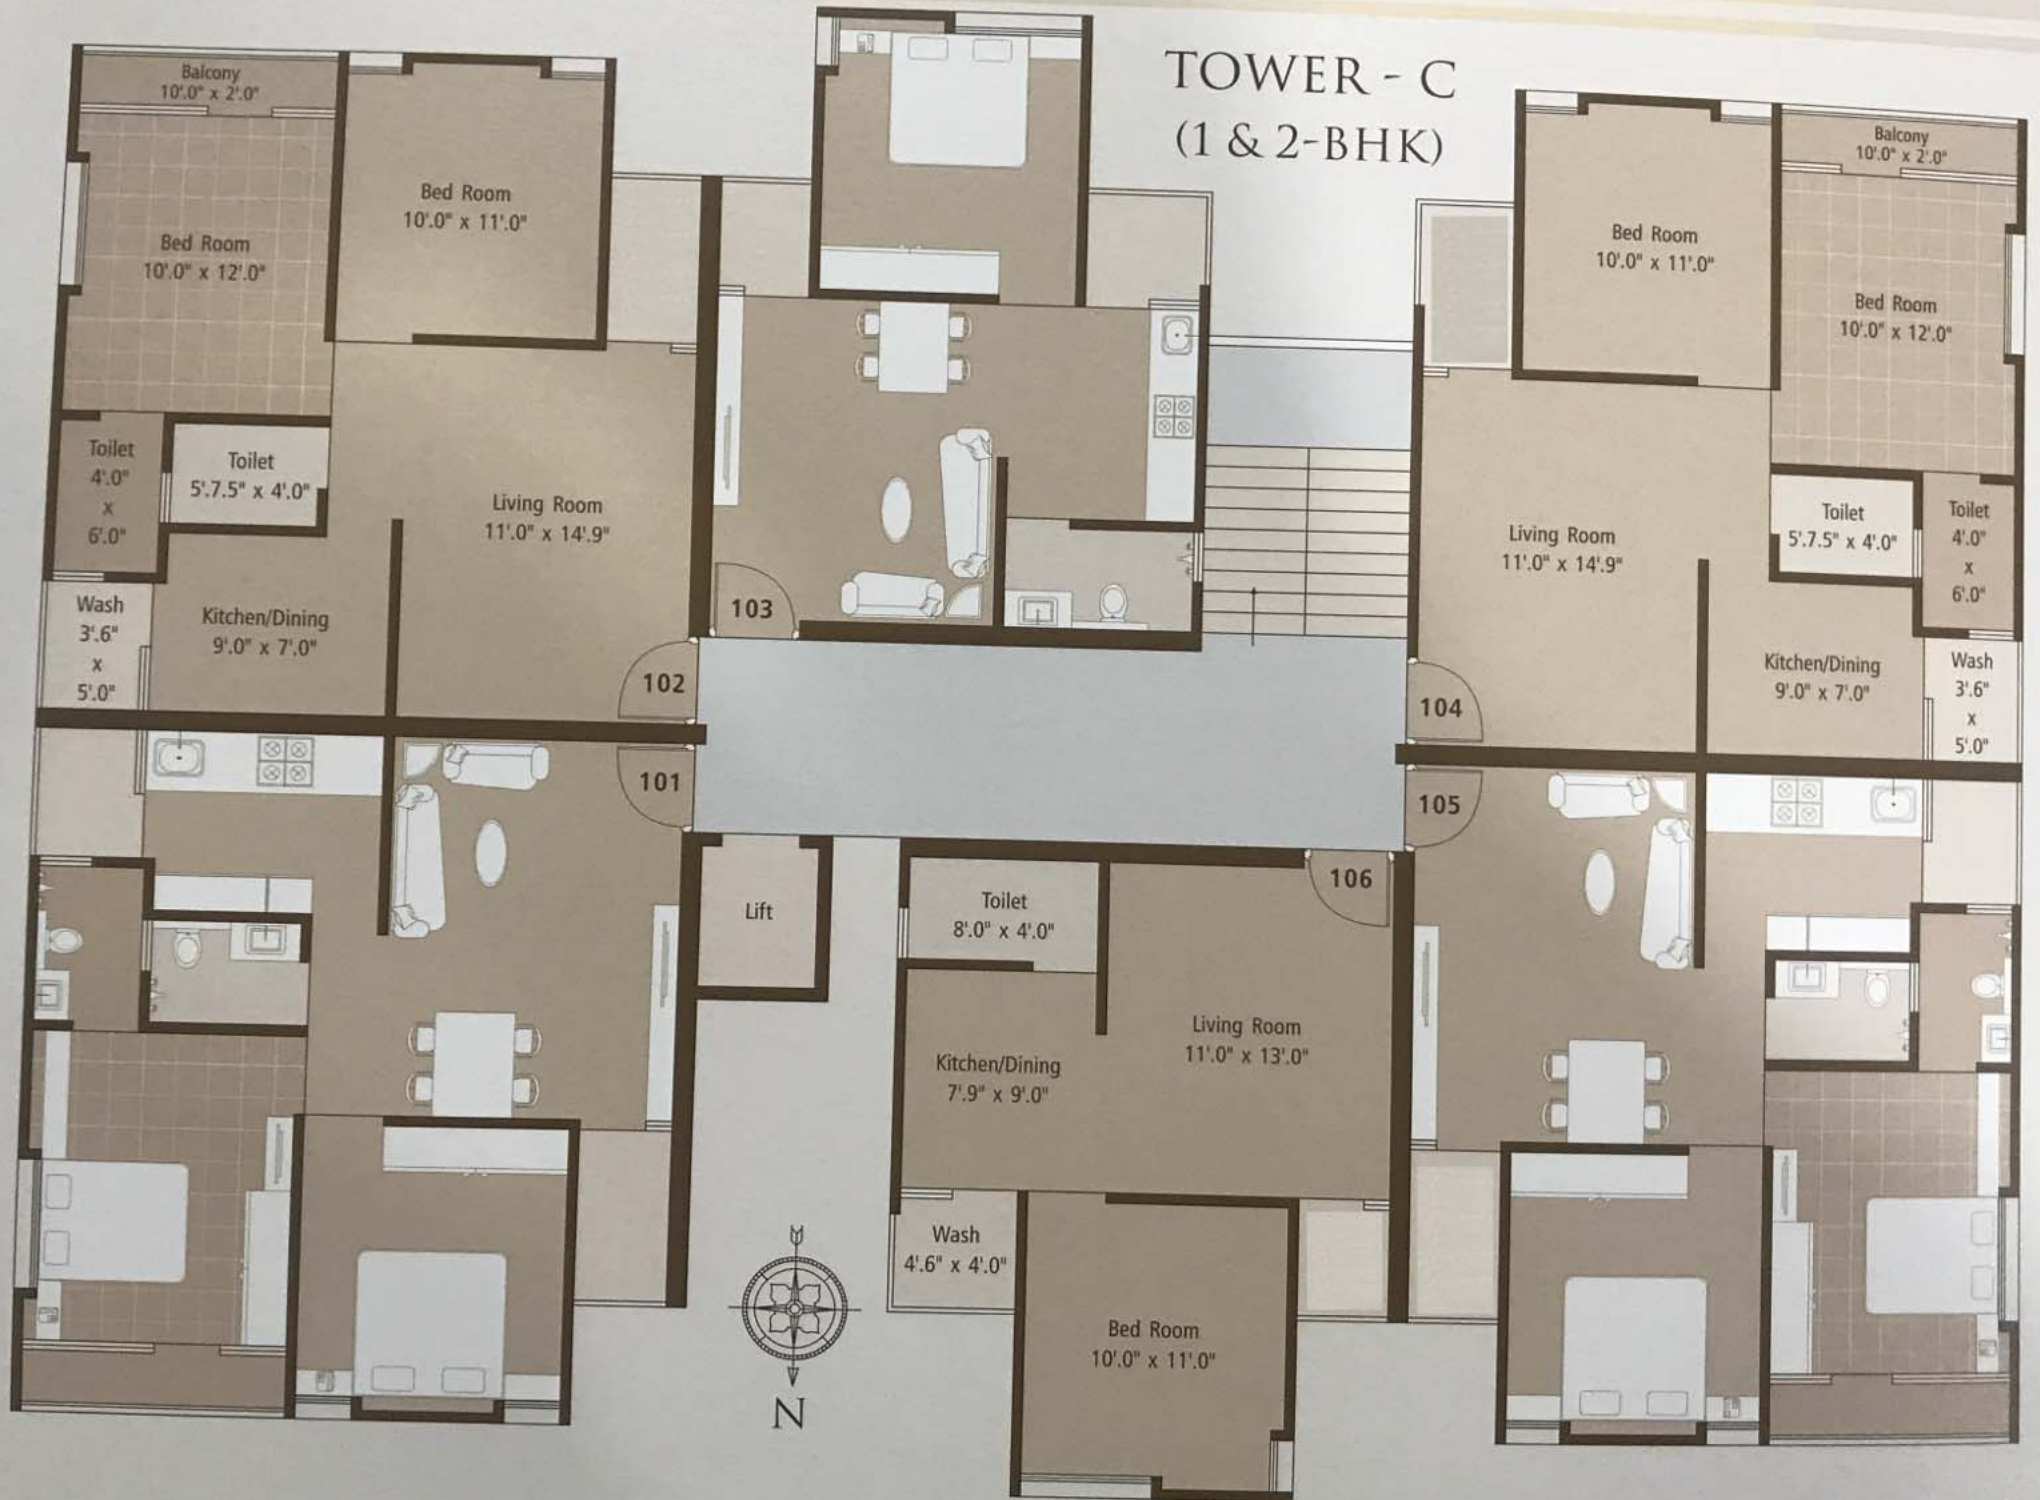 TOWER - C
(1 & 2-BHK)
Balcony
10'.0" x 2'.0"
Bed Room
10'.0" x 12'.0"
Bed Room
10'.0" x 11'.0"
Toilet
4'.0"
x
6'.0"
Toilet
5'.7.5" x 4'.0"
Living Room
11'.0" x 14'.9"
Wash
3'.6"
x
5'.0"
Kitchen/Dining
9'.0" x 7'.0"
102
103
101
Bed Room
10'.0" x 11'.0"
Balcony
10'.0" x 2'.0"
Bed Room
10'.0" x 12'.0"
Living Room
11'.0" x 14'.9"
Toilet
5'.7.5" x 4'.0"
Toilet
4'.0"
x
6'.0"
Kitchen/Dining
9'.0" x 7'.0"
Wash
3'.6"
x
5'.0"
104
105
106
Lift
Toilet
8'.0" x 4'.0"
Living Room
11'.0" x 13'.0"
Kitchen/Dining
7'.9" x 9'.0"
Wash
4'.6" x 4'.0"
Bed Room
10'.0" x 11'.0"
N